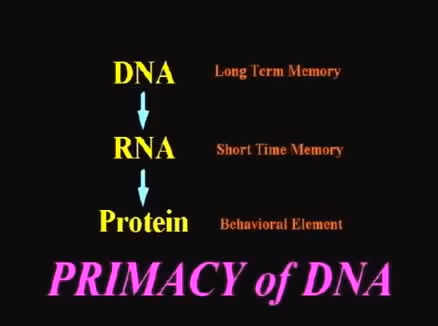 DNA Long Term Memory
RNA Short Time Memory
Protein Behavioral Element
PRIMACY of DNA